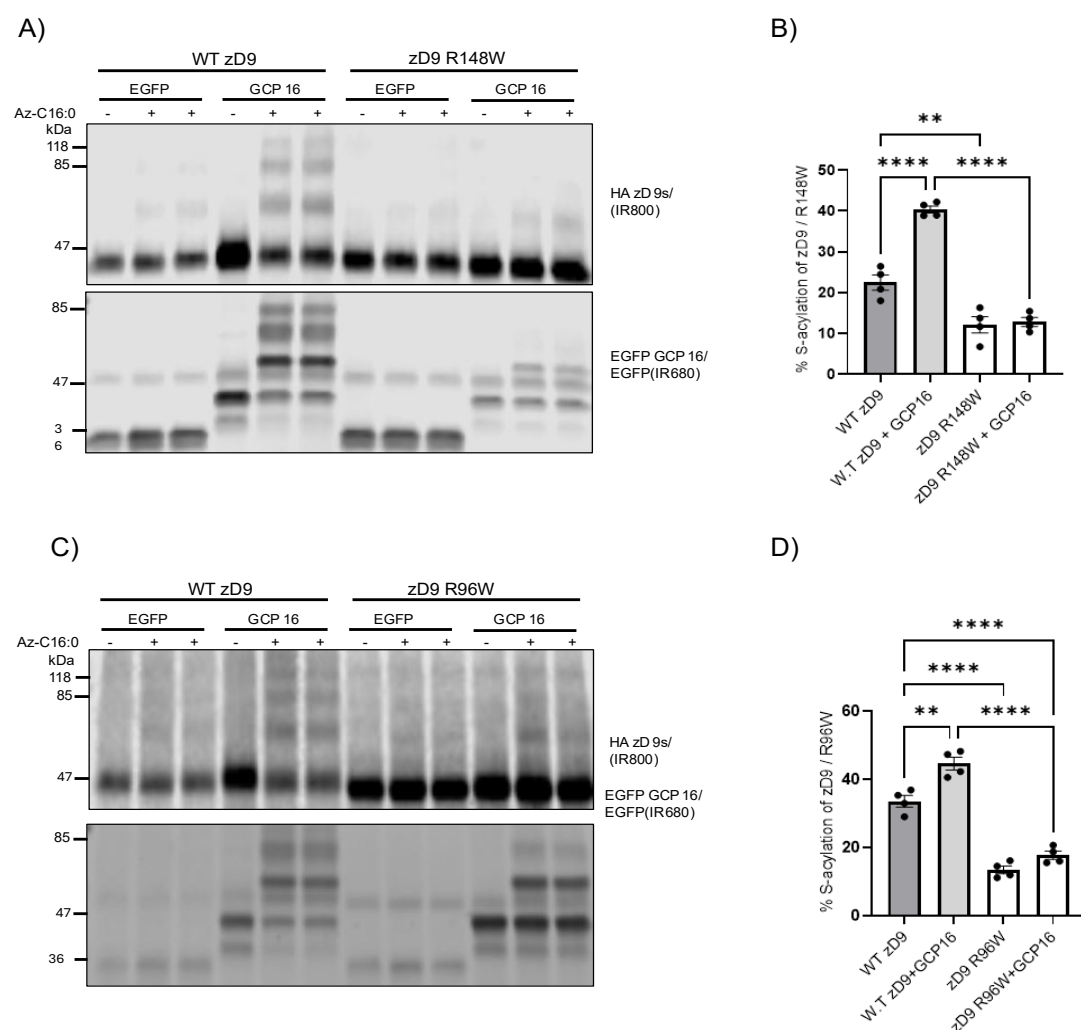 A)
WT zD9 zD9 R148W
EGFP GCP 16 EGFP GCP 16
Az-C16:0 - + + - + + - + + - + +
kDa
118
85
47
HA zD 9s/
(IR800)
85
47
3
6
EGFP GCP 16/
EGFP(IR680)
B)
% S-acylation of zD9 / R148W
50
40
30
20
10
0
**
**** ****
WT zD9
W.T zD9 + GCP16
zD9 R148W
zD9 R148W + GCP16
C)
WT zD9 zD9 R96W
EGFP GCP 16 EGFP GCP 16
Az-C16:0 - + + - + + - + + - + +
kDa
118
85
47
HA zD 9s/
(IR800)
EGFP GCP 16/
EGFP(IR680)
85
47
36
D)
% S-acylation of zD9 / R96W
60
40
20
0
****
****
** ****
WT zD9
W.T zD9+GCP16
zD9 R96W
zD9 R96W+GCP16